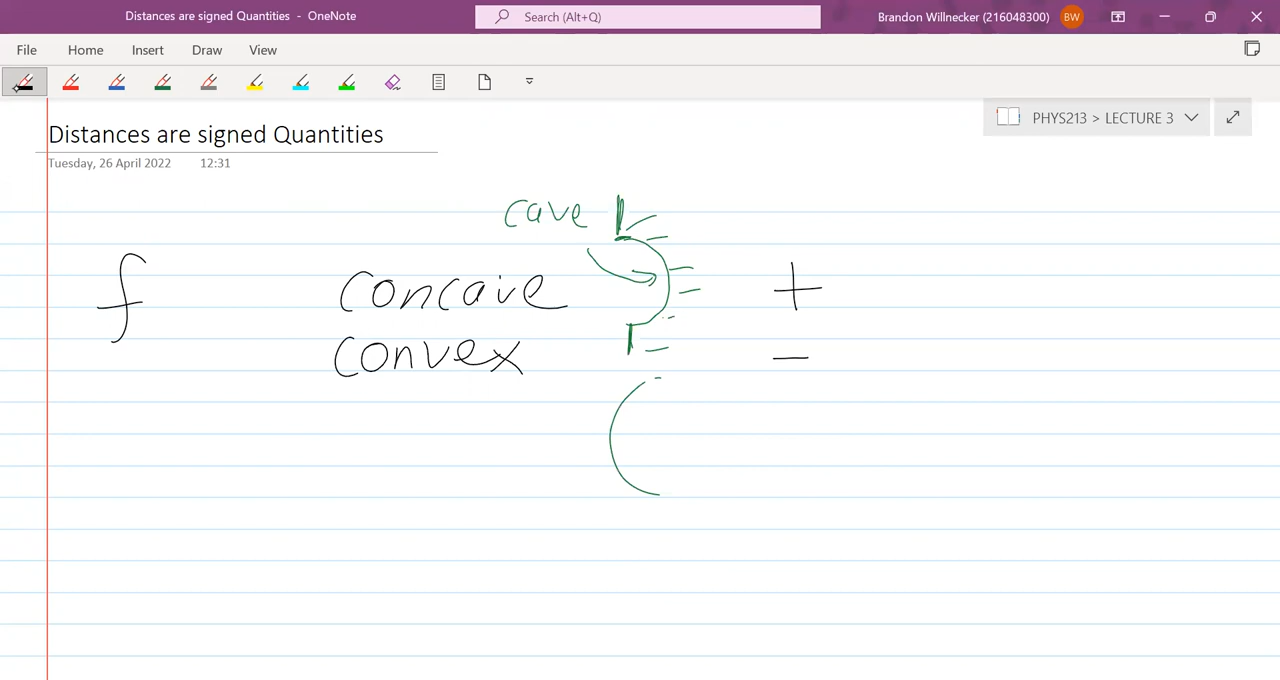 Distances are signed Quantities - OneNote
Search (Alt+Q)
Brandon Willnecker (216048300)
BW
File Home Insert Draw View
PHYS213 > LECTURE 3
Distances are signed Quantities
Tuesday, 26 April 2022 12:31
cave
f concave +
convex −